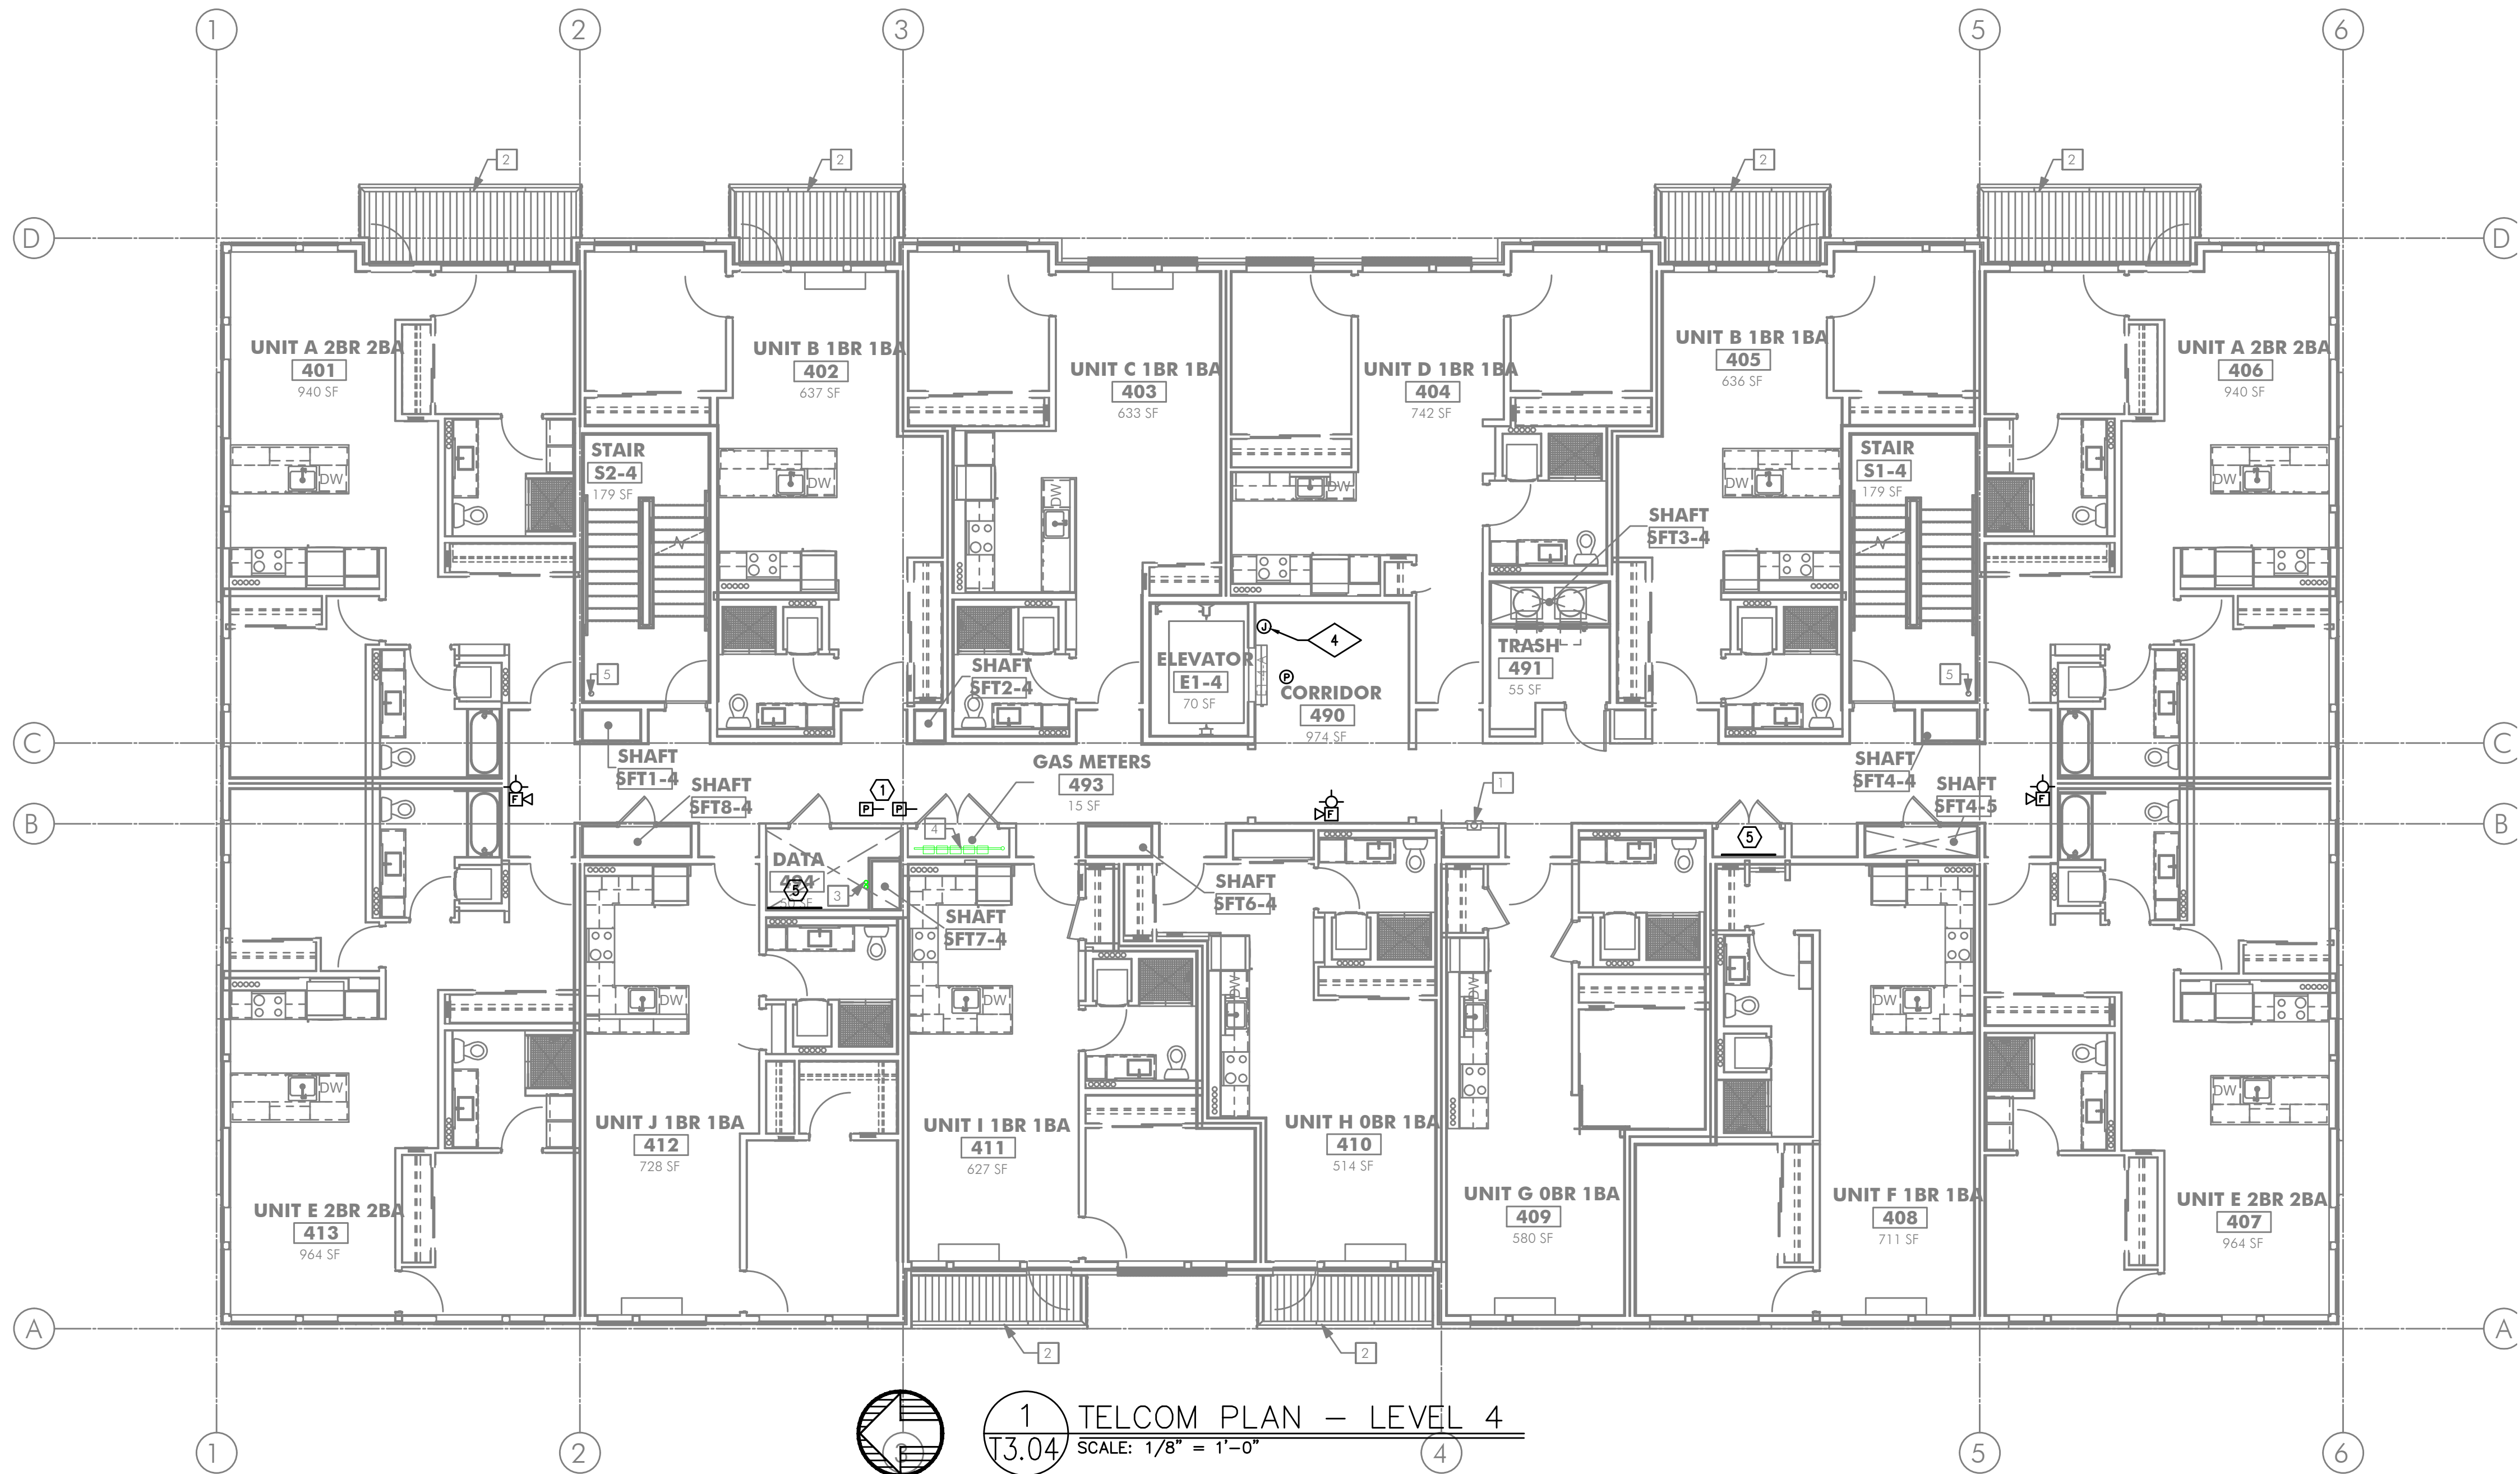 1
2
3
5
6
2
2
2
2
D
D
UNIT A 2BR 2BA
401
940 SF
UNIT B 1BR 1BA
402
637 SF
UNIT C 1BR 1BA
403
633 SF
UNIT D 1BR 1BA
404
742 SF
UNIT B 1BR 1BA
405
636 SF
UNIT A 2BR 2BA
406
940 SF
STAIR
S2-4
179 SF
STAIR
S1-4
179 SF
DW
DW
DW
DW
DW
DW
SHAFT
SFT3-4
J
4
P
5
5
SHAFT
SFT2-4
ELEVATOR
E1-4
70 SF
E1-4-A
CORRIDOR
490
974 SF
TRASH
491
55 SF
C
C
SHAFT
SFT1-4
SHAFT
SFT8-4
GAS METERS
493
15 SF
SHAFT
SFT4-4
SHAFT
SFT4-5
F
1
P
P
F
1
F
B
B
4
5
DATA
494
5
3
SHAFT
SFT7-4
SHAFT
SFT6-4
DW
DW
DW
DW
DW
DW
DW
UNIT J 1BR 1BA
412
728 SF
UNIT I 1BR 1BA
411
627 SF
UNIT H 0BR 1BA
410
514 SF
UNIT G 0BR 1BA
409
580 SF
UNIT F 1BR 1BA
408
711 SF
UNIT E 2BR 2BA
407
964 SF
UNIT E 2BR 2BA
413
964 SF
A
A
2
2
1
T3.04
TELCOM PLAN – LEVEL 4
SCALE: 1/8" = 1'-0"
1
2
3
4
5
6